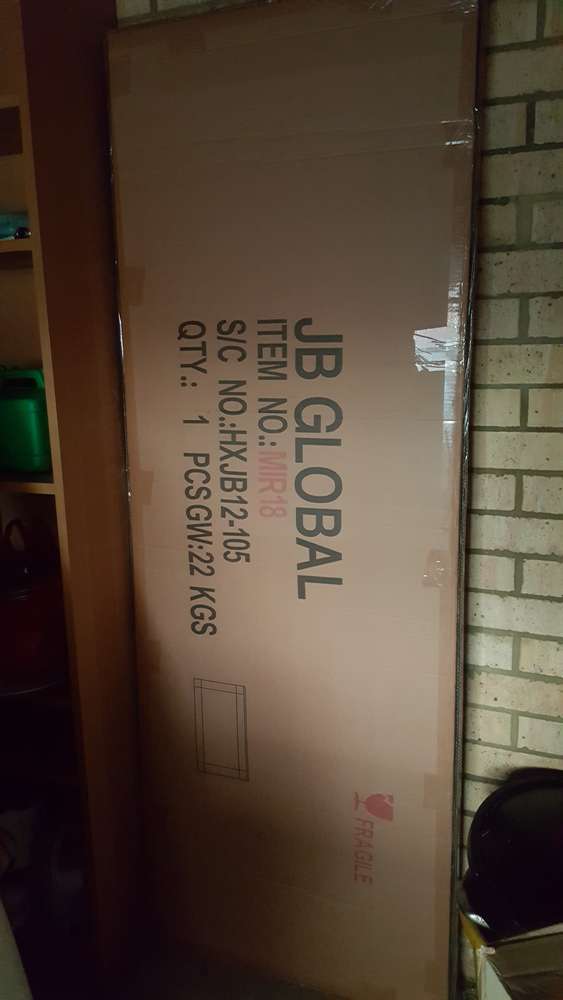 JB GLOBAL
ITEM NO.: MIR18
S/C NO.:HXJB12-105
QTY.: 1 PCS GW:22 KGS
FRAGILE